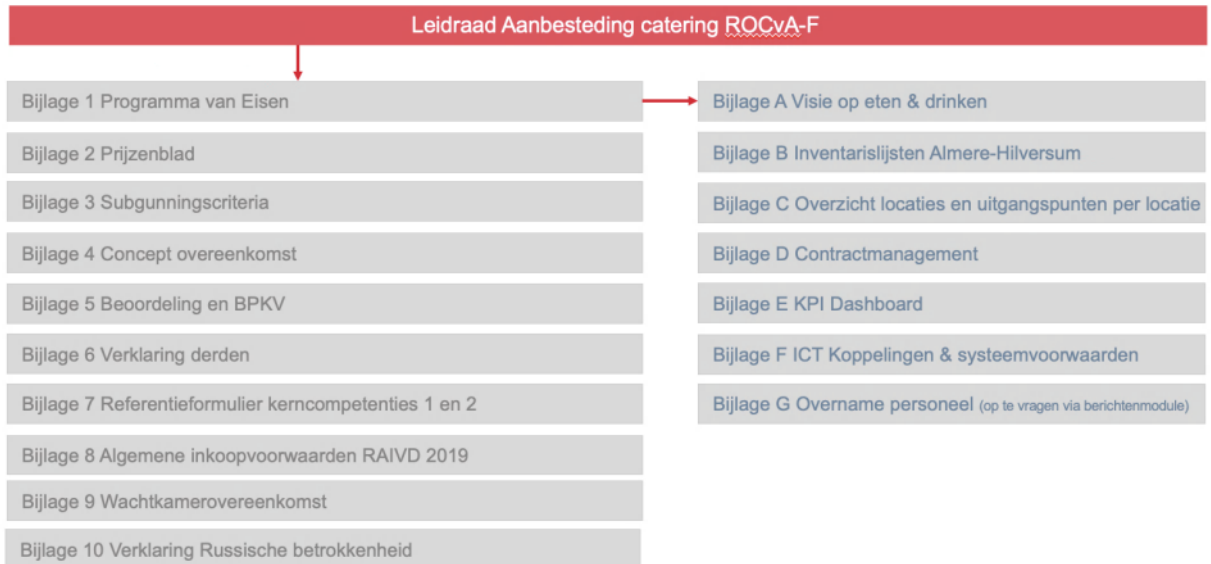 Leidraad Aanbesteding catering ROCvA-F
Bijlage 1 Programma van Eisen
Bijlage 2 Prijzenblad
Bijlage 3 Subgunningscriteria
Bijlage 4 Concept overeenkomst
Bijlage 5 Beoordeling en BPKV
Bijlage 6 Verklaring derden
Bijlage 7 Referentieformulier kerncompetenties 1 en 2
Bijlage 8 Algemene inkoopvoorwaarden RAIVD 2019
Bijlage 9 Wachtkamerovereenkomst
Bijlage 10 Verklaring Russische betrokkenheid
Bijlage A Visie op eten & drinken
Bijlage B Inventarislijsten Almere-Hilversum
Bijlage C Overzicht locaties en uitgangspunten per locatie
Bijlage D Contractmanagement
Bijlage E KPI Dashboard
Bijlage F ICT Koppelingen & systeemvoorwaarden
Bijlage G Overname personeel (op te vragen via berichtenmodule)